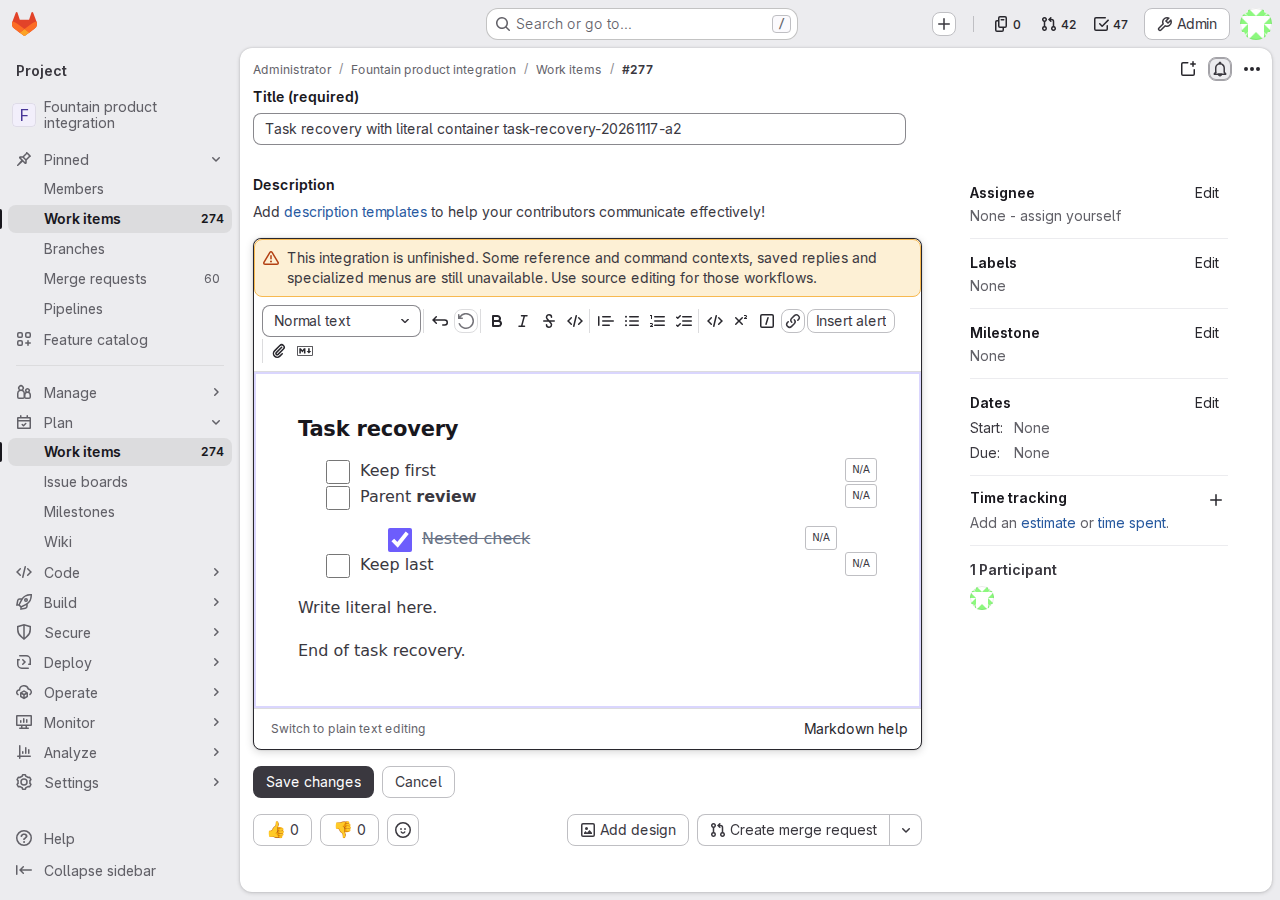 Search or go to... /
0 42 47 Admin
Project
F Fountain product integration
Pinned
Members
Work items 274
Branches
Merge requests 60
Pipelines
Feature catalog
Manage
Plan
Work items 274
Issue boards
Milestones
Wiki
Code
Build
Secure
Deploy
Operate
Monitor
Analyze
Settings
Help
Collapse sidebar
Administrator / Fountain product integration / Work items / #277
Title (required)
Task recovery with literal container task-recovery-20261117-a2
Description
Add description templates to help your contributors communicate effectively!
This integration is unfinished. Some reference and command contexts, saved replies and
specialized menus are still unavailable. Use source editing for those workflows.
Normal text Insert alert
Task recovery
Keep first N/A
Parent review N/A
Nested check N/A
Keep last N/A
Write literal here.
End of task recovery.
Switch to plain text editing Markdown help
Save changes Cancel
👍 0 👎 0 Add design Create merge request
Assignee Edit
None - assign yourself
Labels Edit
None
Milestone Edit
None
Dates Edit
Start: None
Due: None
Time tracking
Add an estimate or time spent.
1 Participant